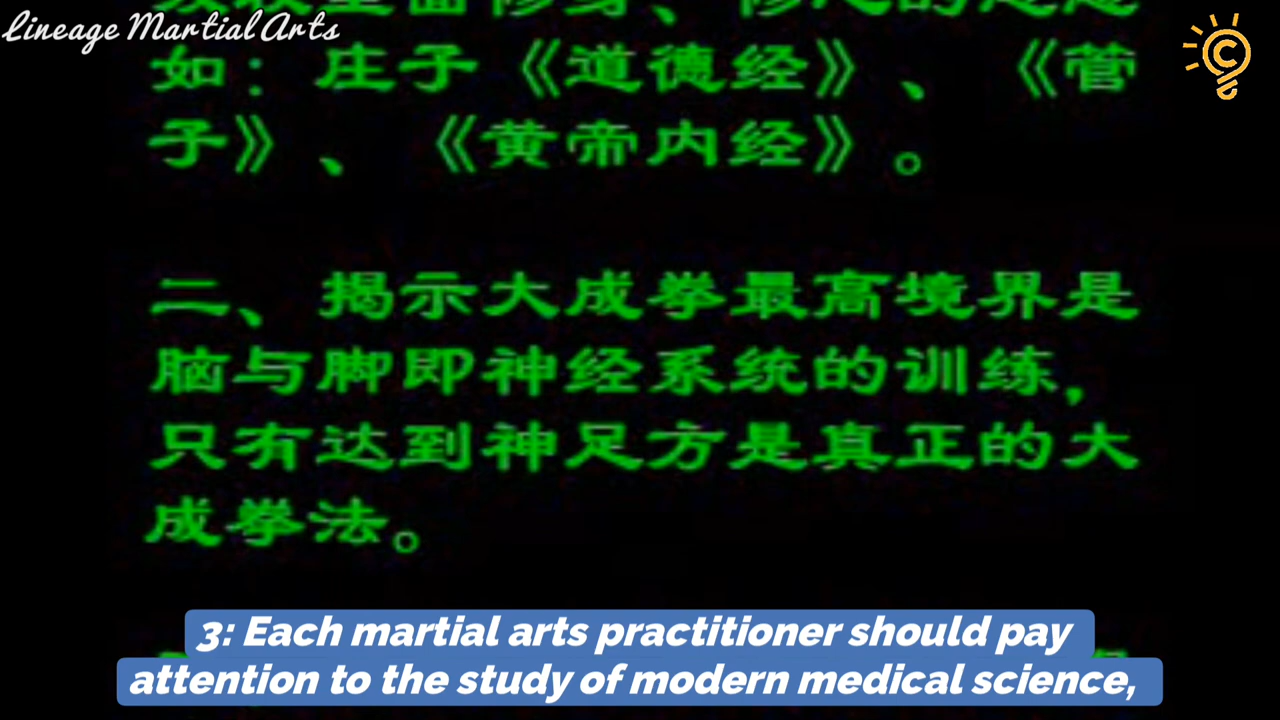 Lineage Martial Arts
如：庄子《道德经》、《菅
子》、《黄帝内经》。
二、揭示大成拳最高境界是
脑与脚即神经系统的训练，
只有达到神足方是真正的大
成拳法。
3: Each martial arts practitioner should pay
attention to the study of modern medical science,